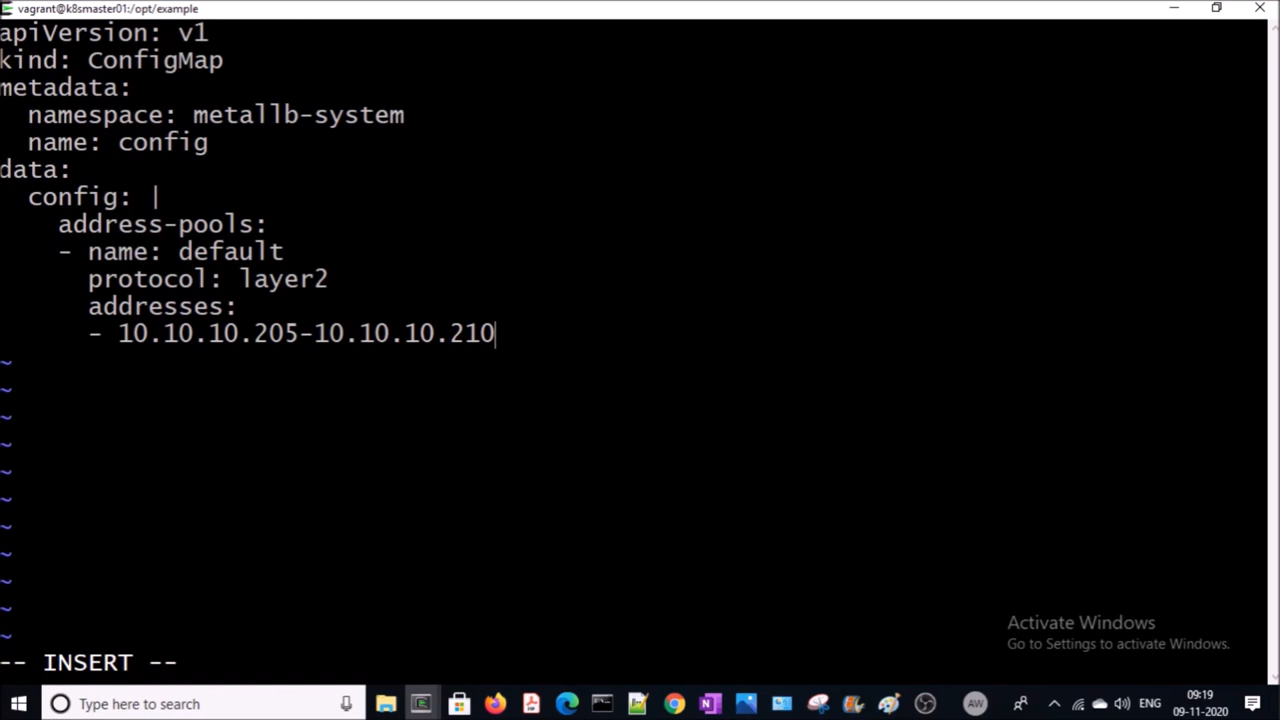 vagrant@k8smaster01:/opt/example
apiVersion: v1
kind: ConfigMap
metadata:
  namespace: metallb-system
  name: config
data:
  config: |
    address-pools:
    - name: default
      protocol: layer2
      addresses:
      - 10.10.10.205-10.10.10.210
~
~
~
~
~
~
~
~
~
~
~
Activate Windows
Go to Settings to activate Windows.
-- INSERT --
Type here to search
AW
ENG
09:19
09-11-2020